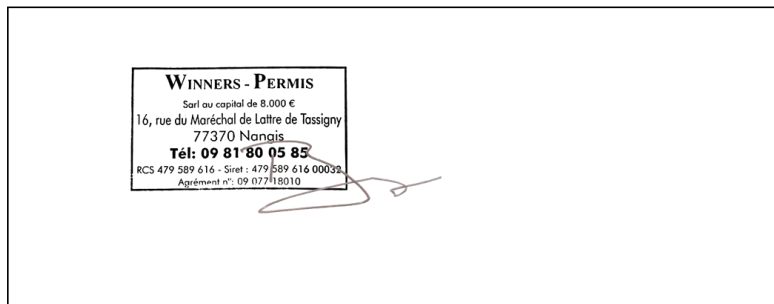 WINNERS - PERMIS
Sarl au capital de 8.000 €
16, rue du Maréchal de Lattre de Tassigny
77370 Nangis
Tél: 09 81 80 05 85
RCS 479 589 616 - Siret : 479 589 616 00032
Agrément n°: 09 077 18010